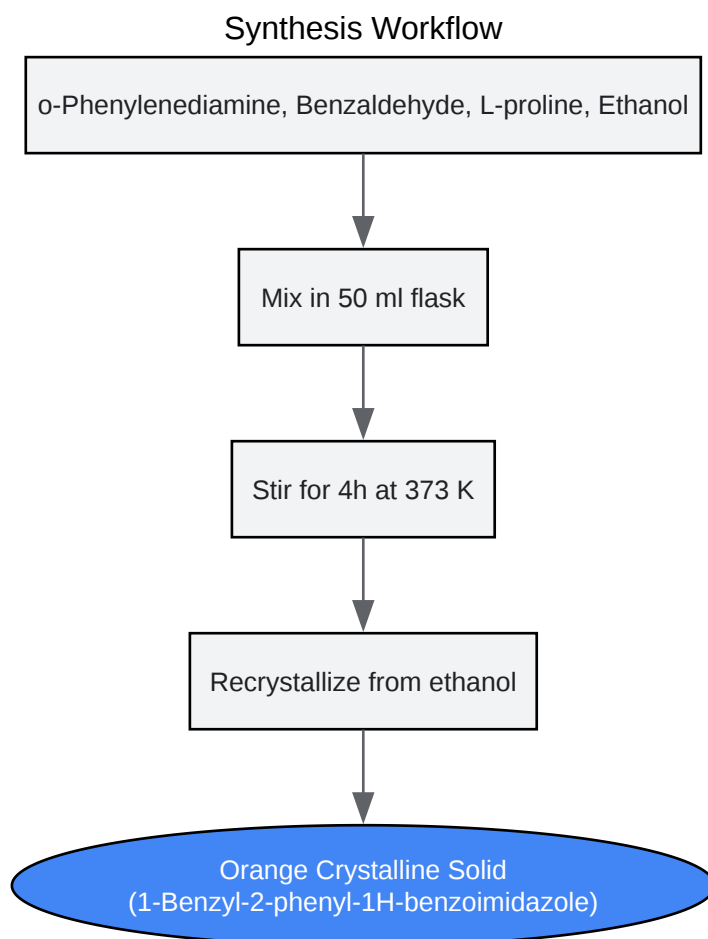 Synthesis Workflow
o-Phenylenediamine, Benzaldehyde, L-proline, Ethanol
Mix in 50 ml flask
Stir for 4h at 373 K
Recrystallize from ethanol
Orange Crystalline Solid
(1-Benzyl-2-phenyl-1H-benzoimidazole)